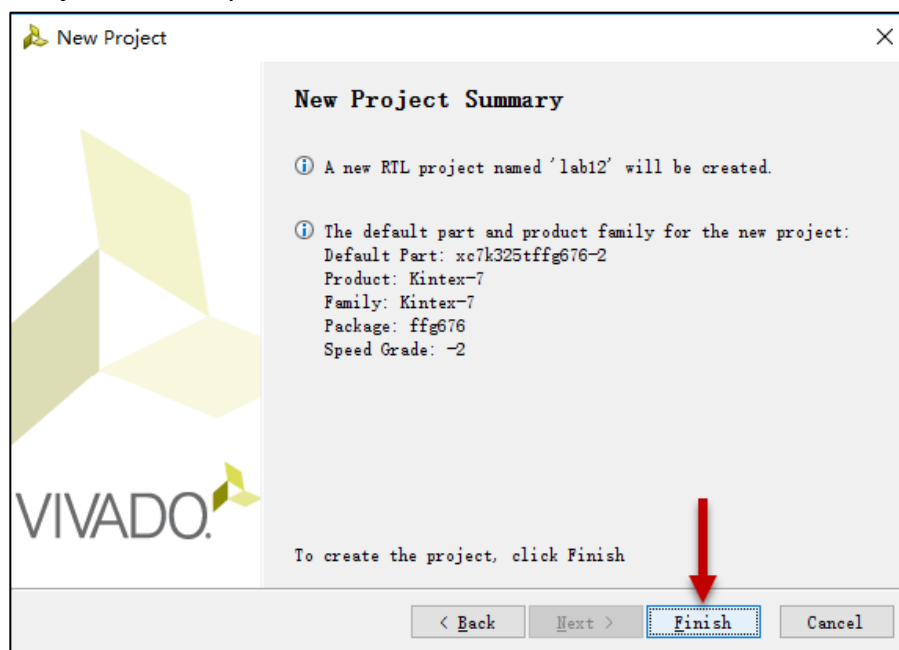 New Project
New Project Summary
A new RTL project named 'lab12' will be created.
The default part and product family for the new project:
Default Part: xc7k325tffg676-2
Product: Kintex-7
Family: Kintex-7
Package: ffg676
Speed Grade: -2
VIVADO.
To create the project, click Finish
< Back Next > Finish Cancel